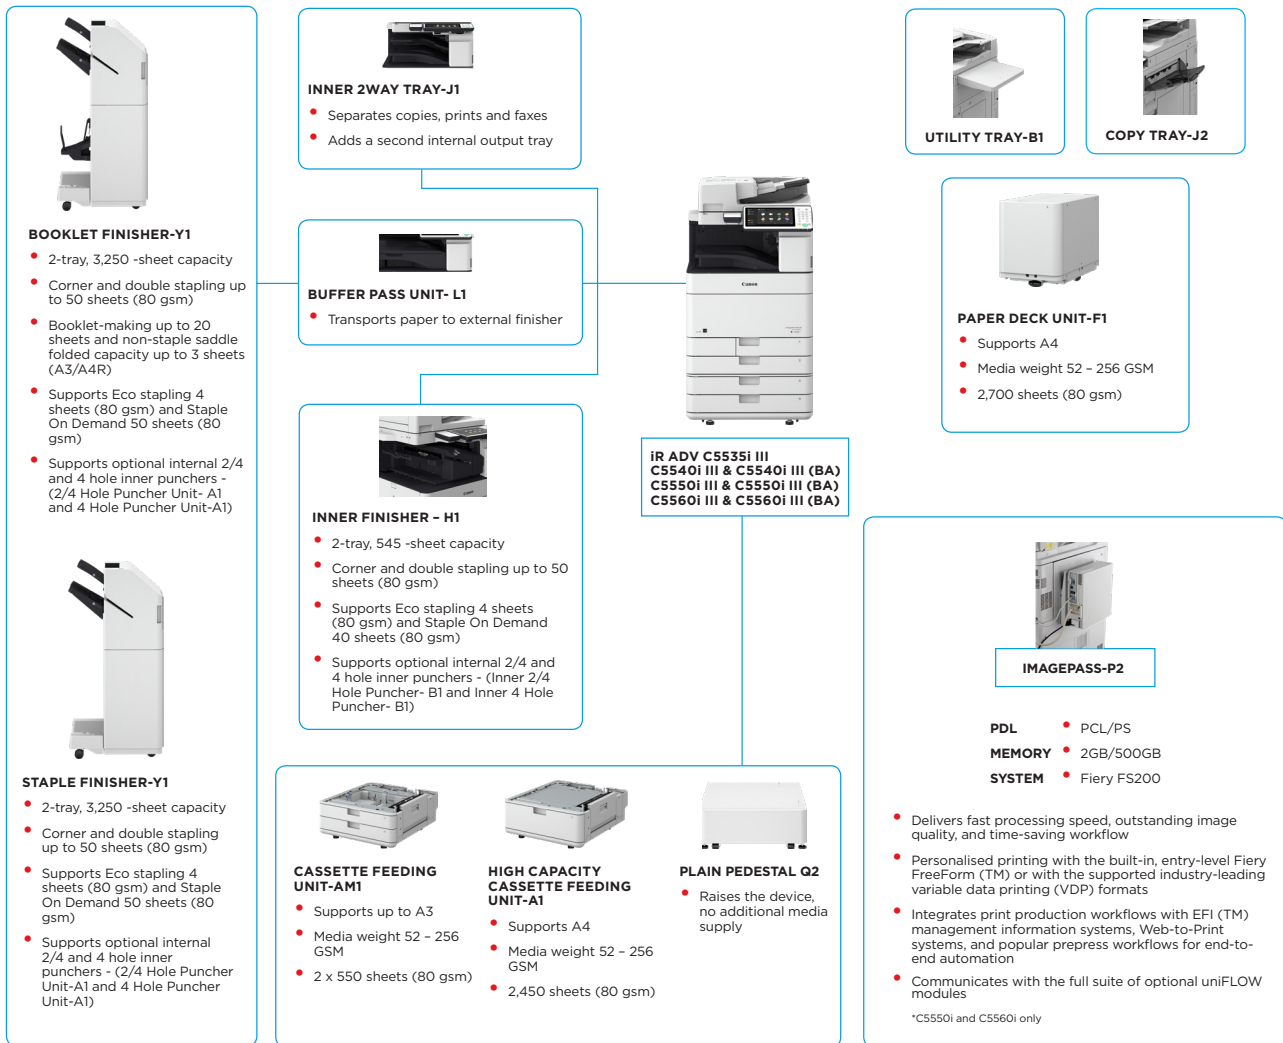 BOOKLET FINISHER-Y1
2-tray, 3,250 -sheet capacity
Corner and double stapling up
to 50 sheets (80 gsm)
Booklet-making up to 20
sheets and non-staple saddle
folded capacity up to 3 sheets
(A3/A4R)
Supports Eco stapling 4
sheets (80 gsm) and Staple
On Demand 50 sheets (80
gsm)
Supports optional internal 2/4
and 4 hole inner punchers -
(2/4 Hole Puncher Unit- A1
and 4 Hole Puncher Unit-A1)
STAPLE FINISHER-Y1
2-tray, 3,250 -sheet capacity
Corner and double stapling
up to 50 sheets (80 gsm)
Supports Eco stapling 4
sheets (80 gsm) and Staple
On Demand 50 sheets (80
gsm)
Supports optional internal
2/4 and 4 hole inner
punchers - (2/4 Hole Puncher
Unit-A1 and 4 Hole Puncher
Unit-A1)
INNER 2WAY TRAY-J1
Separates copies, prints and faxes
Adds a second internal output tray
BUFFER PASS UNIT- L1
Transports paper to external finisher
INNER FINISHER – H1
2-tray, 545 -sheet capacity
Corner and double stapling up to 50
sheets (80 gsm)
Supports Eco stapling 4 sheets
(80 gsm) and Staple On Demand
40 sheets (80 gsm)
Supports optional internal 2/4 and
4 hole inner punchers - (Inner 2/4
Hole Puncher- B1 and Inner 4 Hole
Puncher- B1)
Canon
iR ADV C5535i III
C5540i III & C5540i III (BA)
C5550i III & C5550i III (BA)
C5560i III & C5560i III (BA)
CASSETTE FEEDING
UNIT-AM1
Supports up to A3
Media weight 52 – 256
GSM
2 x 550 sheets (80 gsm)
HIGH CAPACITY
CASSETTE FEEDING
UNIT-A1
Supports A4
Media weight 52 – 256
GSM
2,450 sheets (80 gsm)
PLAIN PEDESTAL Q2
Raises the device,
no additional media
supply
UTILITY TRAY-B1
COPY TRAY-J2
PAPER DECK UNIT-F1
Supports A4
Media weight 52 – 256 GSM
2,700 sheets (80 gsm)
IMAGEPASS-P2
PDL PCL/PS
MEMORY 2GB/500GB
SYSTEM Fiery FS200
Delivers fast processing speed, outstanding image
quality, and time-saving workflow
Personalised printing with the built-in, entry-level Fiery
FreeForm (TM) or with the supported industry-leading
variable data printing (VDP) formats
Integrates print production workflows with EFI (TM)
management information systems, Web-to-Print
systems, and popular prepress workflows for end-to-
end automation
Communicates with the full suite of optional uniFLOW
modules
*C5550i and C5560i only